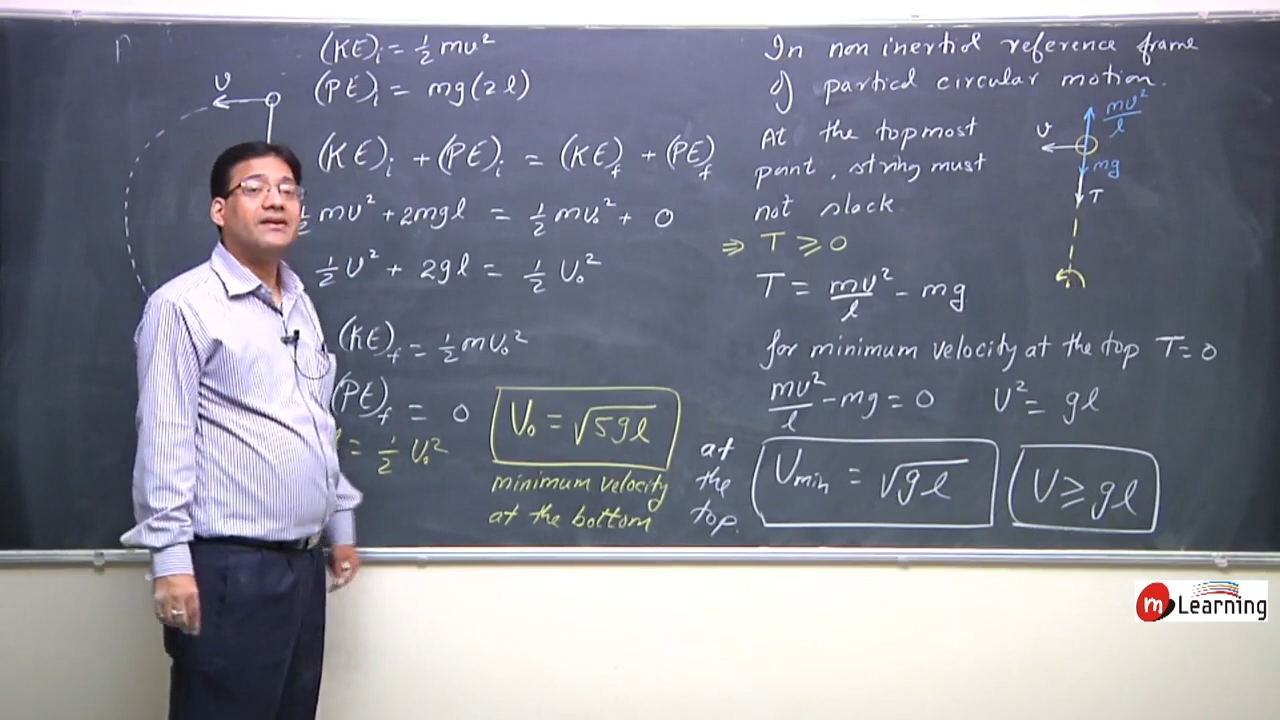 (KE)i = ½ mv²
(PE)i = mg(2l)
v
(KE)i + (PE)i = (KE)f + (PE)f
½ mv² + 2mgl = ½ mv₀² + 0
½ v² + 2gl = ½ v₀²
(KE)f = ½ mv₀²
(PE)f = 0
= ½ v₀²
v₀ = √5gl
minimum velocity
at the bottom
In non inertial reference frame
of particle circular motion.
At the topmost
point, string must
not slack
⇒ T ≥ 0
T = mv²/l − mg
for minimum velocity at the top T = 0
mv²/l − mg = 0 v² = gl
at
the
top.
vmin = √gl
v ≥ gl
mv²/l
v
mg
T
m Learning